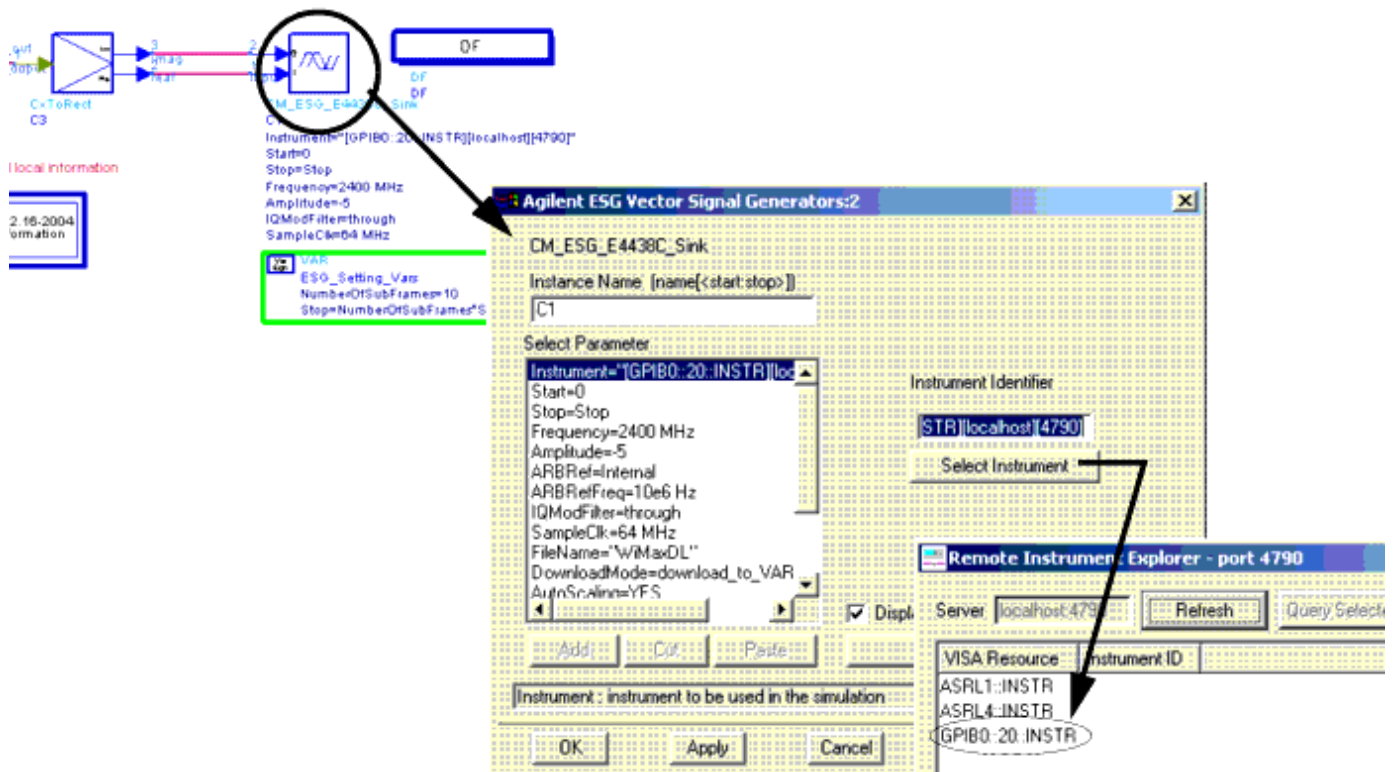 DF
DF
DF
CxToRect
C3
CM_ESG_E4438C_Sink
Instrument="[GPIB0::20::INSTR][localhost][4790]"
Start=0
Stop=Stop
Frequency=2400 MHz
Amplitude=-5
IQModFilter=through
SampleClk=64 MHz
local information
2.16-2004
VAR
ESG_Setting_Vars
NumberOfSubFrames=10
Stop=NumberOfSubFrames*S
Agilent ESG Vector Signal Generators:2
CM_ESG_E4438C_Sink
Instance Name (name[<start:stop>])
C1
Select Parameter
Instrument="[GPIB0::20::INSTR][loc
Start=0
Stop=Stop
Frequency=2400 MHz
Amplitude=-5
ARBRef=Internal
ARBRefFreq=10e6 Hz
IQModFilter=through
SampleClk=64 MHz
FileName="WiMaxDL"
DownloadMode=download_to_VAR
AutoScaling=YES
Add
Cut
Paste
Instrument : instrument to be used in the simulation
OK
Apply
Cancel
Instrument Identifier
STR][localhost][4790]
Select Instrument
Displ
Remote Instrument Explorer - port 4790
Server
Refresh
Query Selecte
VISA Resource
Instrument ID
ASRL1::INSTR
ASRL4::INSTR
GPIB0::20::INSTR